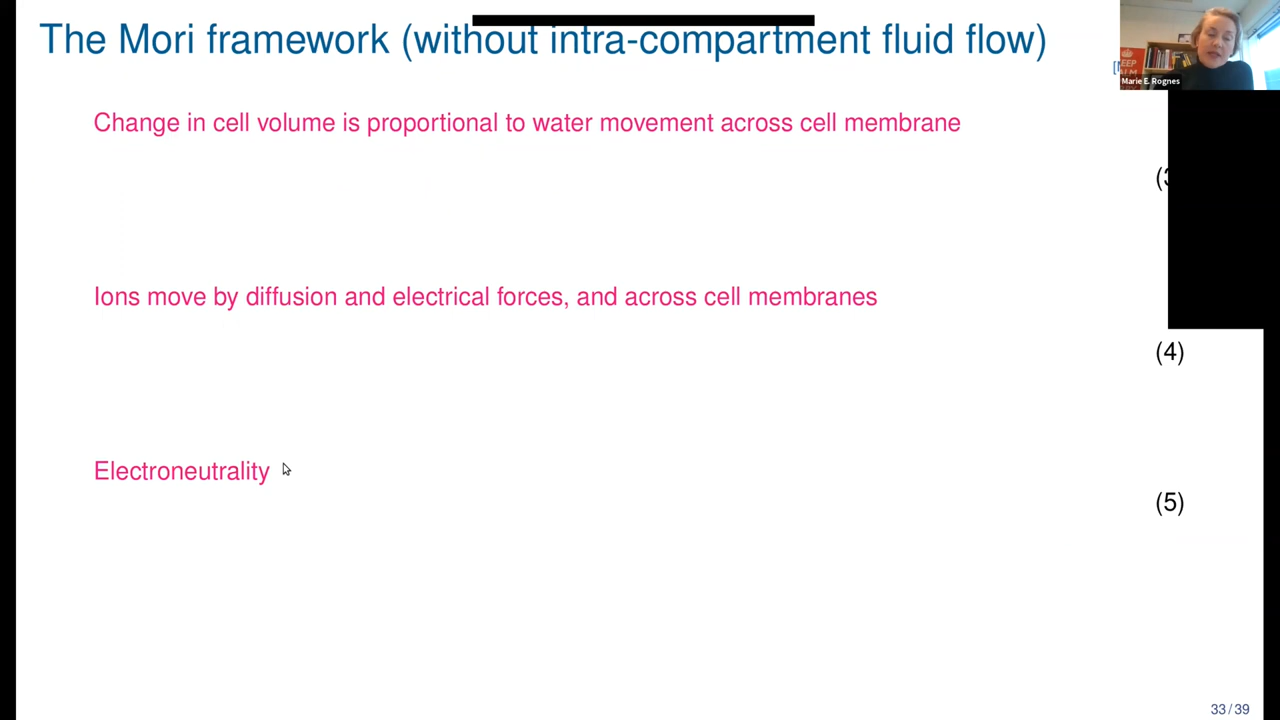 The Mori framework (without intra-compartment fluid flow)
KEEP
Marie E. Rognes
Change in cell volume is proportional to water movement across cell membrane
Ions move by diffusion and electrical forces, and across cell membranes
(4)
Electroneutrality
(5)
33/39